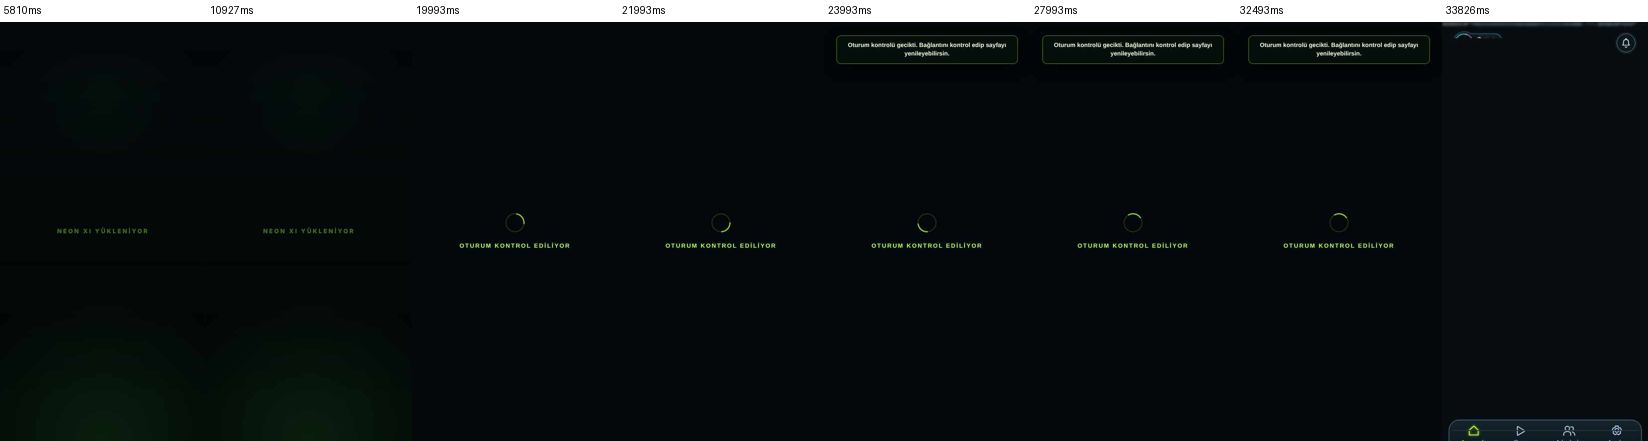 5810ms
10927ms
19993ms
21993ms
23993ms
27993ms
32493ms
33826ms
Oturum kontrolü gecikti. Bağlantını kontrol edip sayfayı
yenileyebilirsin.
Oturum kontrolü gecikti. Bağlantını kontrol edip sayfayı
yenileyebilirsin.
Oturum kontrolü gecikti. Bağlantını kontrol edip sayfayı
yenileyebilirsin.
NEON XI YÜKLENİYOR
NEON XI YÜKLENİYOR
OTURUM KONTROL EDİLİYOR
OTURUM KONTROL EDİLİYOR
OTURUM KONTROL EDİLİYOR
OTURUM KONTROL EDİLİYOR
OTURUM KONTROL EDİLİYOR